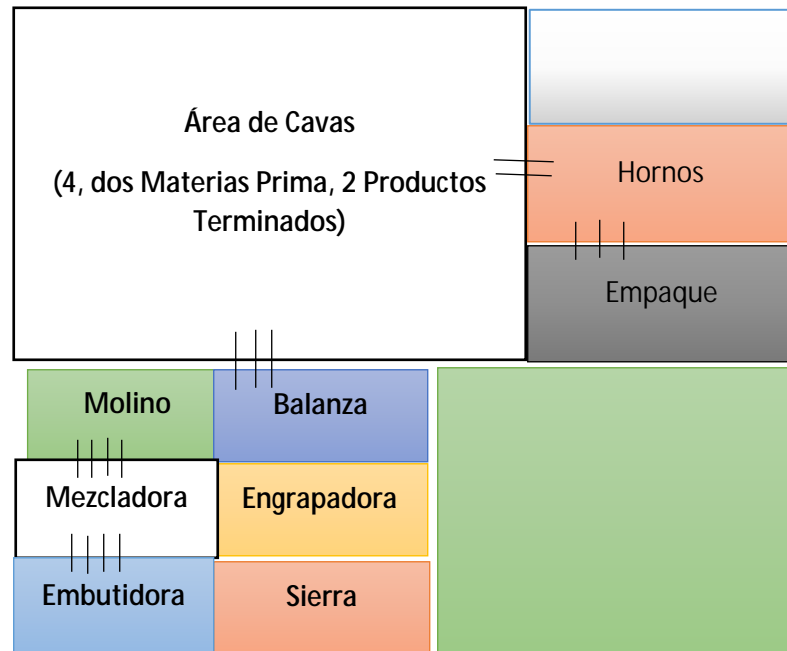 Área de Cavas
(4, dos Materias Prima, 2 Productos
Terminados)
Hornos
Empaque
Molino
Balanza
Mezcladora
Engrapadora
Embutidora
Sierra